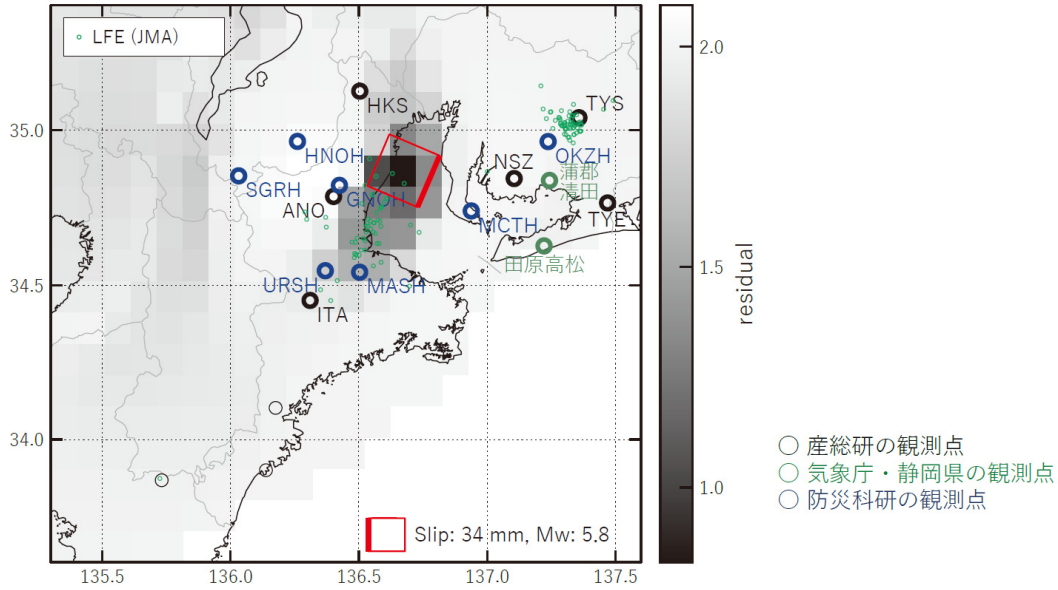 LFE (JMA)
HKS
TYS
HNOH
OKZH
NSZ
蒲郡
清田
SGRH
GNOH
ANO
MCTH
TYE
田原高松
URSH
MASH
ITA
Slip: 34 mm, Mw: 5.8
35.0
34.5
34.0
135.5
136.0
136.5
137.0
137.5
2.0
1.5
1.0
residual
産総研の観測点
気象庁・静岡県の観測点
防災科研の観測点